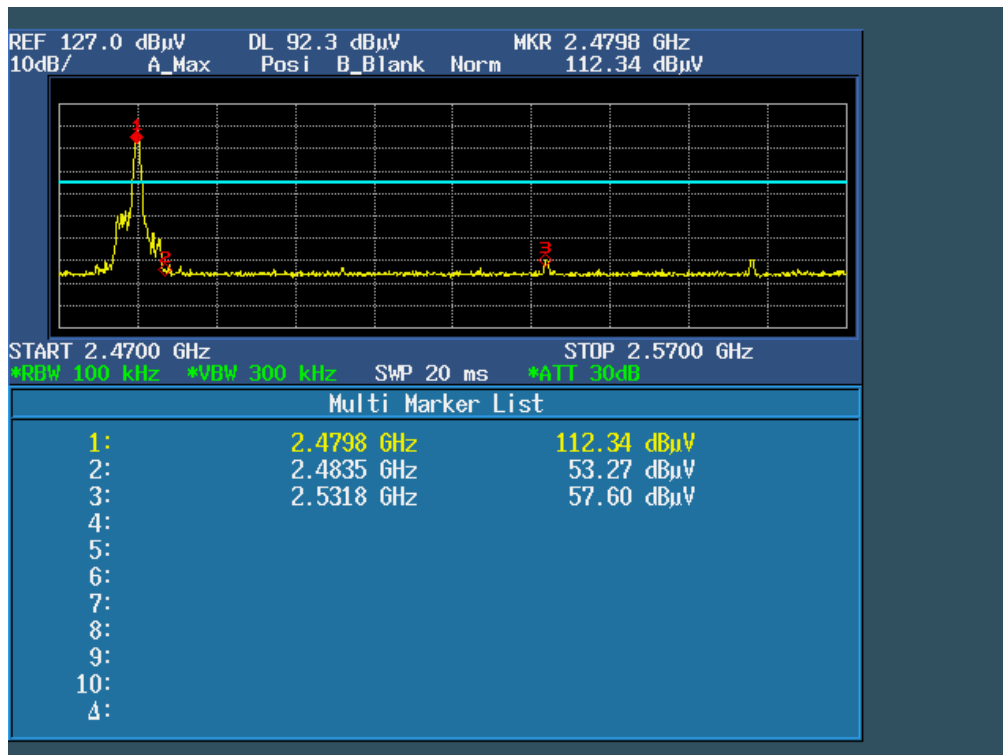 REF 127.0 dBµV DL 92.3 dBµV MKR 2.4798 GHz
10dB/ A_Max Posi B_Blank Norm 112.34 dBµV
1
2
3
START 2.4700 GHz STOP 2.5700 GHz
*RBW 100 kHz *VBW 300 kHz SWP 20 ms *ATT 30dB
Multi Marker List
1: 2.4798 GHz 112.34 dBµV
2: 2.4835 GHz 53.27 dBµV
3: 2.5318 GHz 57.60 dBµV
4:
5:
6:
7:
8:
9:
10:
Δ: